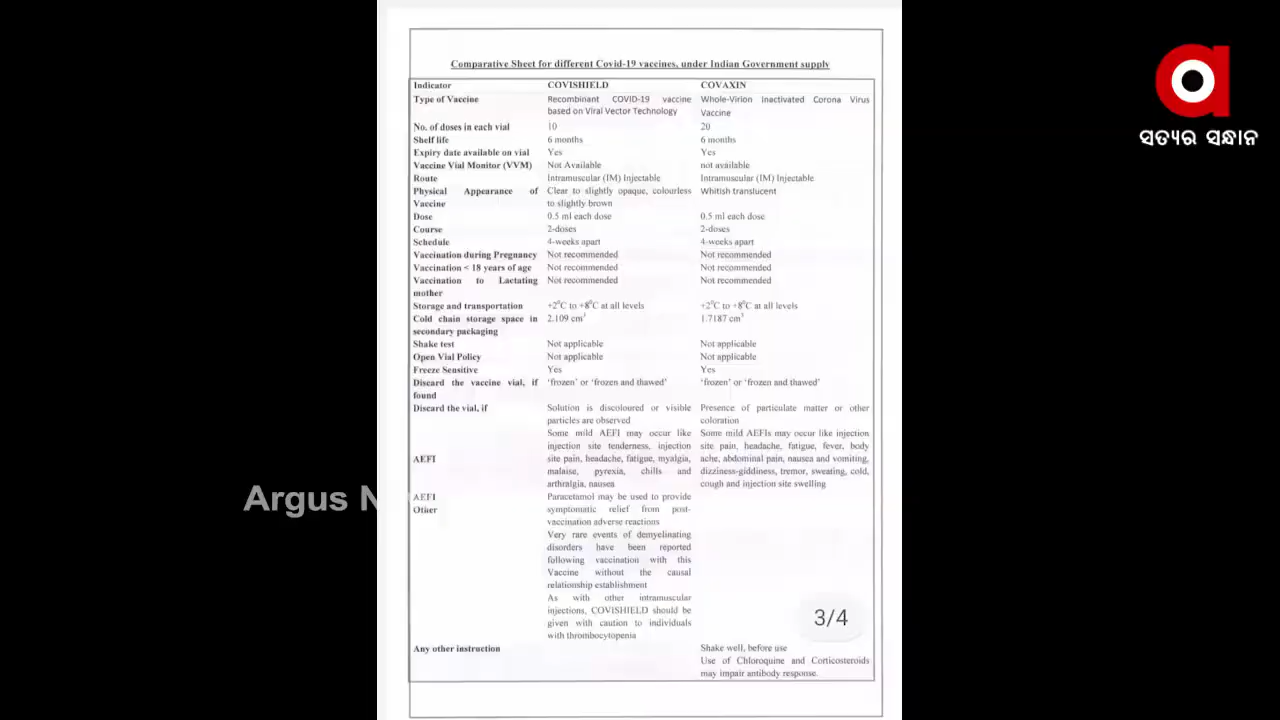 Comparative Sheet for different Covid-19 vaccines, under Indian Government supply
Indicator COVISHIELD COVAXIN
Type of Vaccine Recombinant COVID-19 vaccine Whole-Virion Inactivated Corona Virus
based on Viral Vector Technology Vaccine
No. of doses in each vial 10 20
Shelf life 6 months 6 months
Expiry date available on vial Yes Yes
Vaccine Vial Monitor (VVM) Not Available not available
Route Intramuscular (IM) Injectable Intramuscular (IM) Injectable
Physical Appearance of Clear to slightly opaque, colourless Whitish translucent
Vaccine to slightly brown
Dose 0.5 ml each dose 0.5 ml each dose
Course 2-doses 2-doses
Schedule 4-weeks apart 4-weeks apart
Vaccination during Pregnancy Not recommended Not recommended
Vaccination < 18 years of age Not recommended Not recommended
Vaccination to Lactating Not recommended Not recommended
mother
Storage and transportation +2⁰C to +8⁰C at all levels +2⁰C to +8⁰C at all levels
Cold chain storage space in 2.109 cm³ 1.7187 cm³
secondary packaging
Shake test Not applicable Not applicable
Open Vial Policy Not applicable Not applicable
Freeze Sensitive Yes Yes
Discard the vaccine vial, if 'frozen' or 'frozen and thawed' 'frozen' or 'frozen and thawed'
found
Discard the vial, if Solution is discoloured or visible Presence of particulate matter or other
particles are observed coloration
Some mild AEFI may occur like Some mild AEFIs may occur like injection
injection site tenderness, injection site pain, headache, fatigue, fever, body
AEFI site pain, headache, fatigue, myalgia, ache, abdominal pain, nausea and vomiting,
malaise, pyrexia, chills and dizziness-giddiness, tremor, sweating, cold,
arthralgia, nausea cough and injection site swelling
AEFI Paracetamol may be used to provide
Other symptomatic relief from post-
vaccination adverse reactions
Very rare events of demyelinating
disorders have been reported
following vaccination with this
Vaccine without the causal
relationship establishment
As with other intramuscular
injections, COVISHIELD should be
given with caution to individuals
with thrombocytopenia
Any other instruction Shake well, before use
Use of Chloroquine and Corticosteroids
may impair antibody response.
3/4
Argus
ସତ୍ୟର ସନ୍ଧାନ